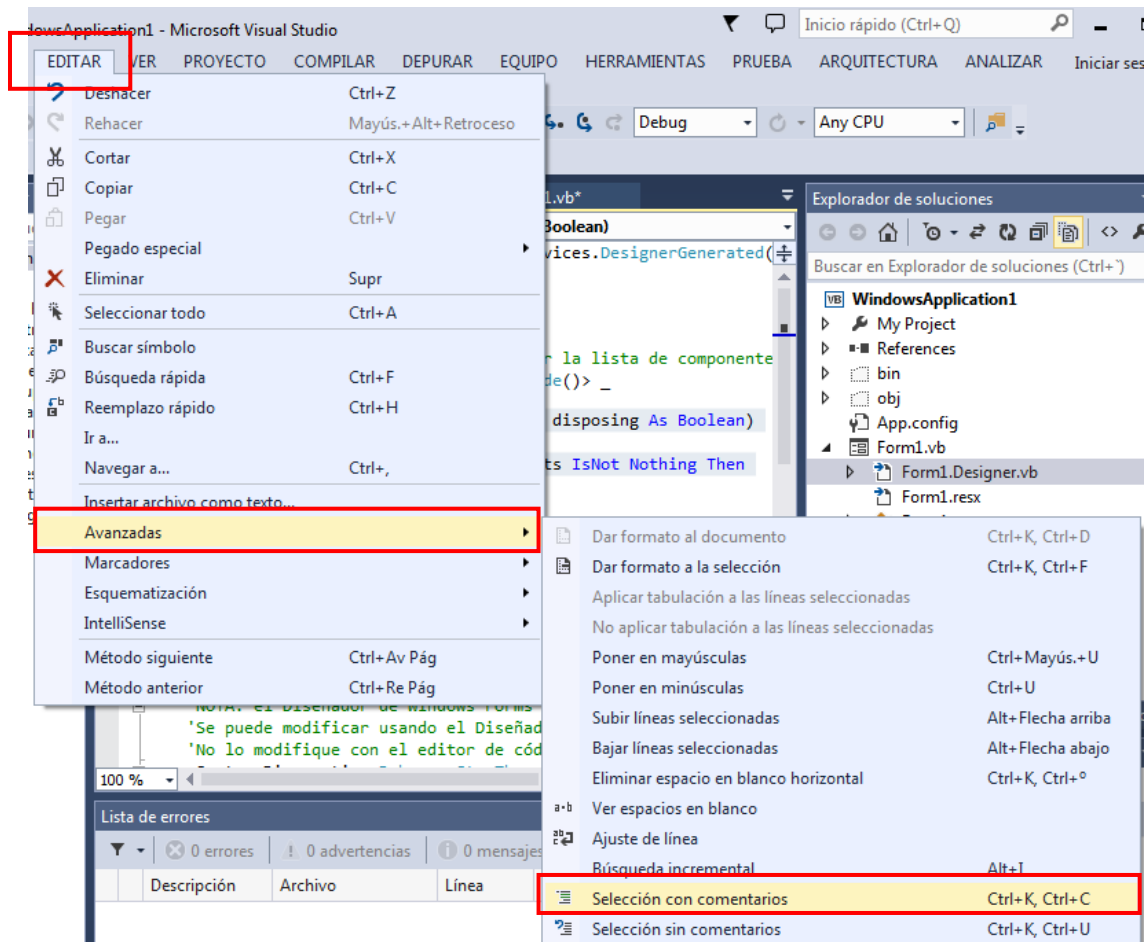 dowsApplication1 - Microsoft Visual Studio
Inicio rápido (Ctrl+Q)
EDITAR VER PROYECTO COMPILAR DEPURAR EQUIPO HERRAMIENTAS PRUEBA ARQUITECTURA ANALIZAR Iniciar ses
Debug Any CPU
Deshacer Ctrl+Z
Rehacer Mayús.+Alt+Retroceso
Cortar Ctrl+X
Copiar Ctrl+C
Pegar Ctrl+V
Pegado especial
Eliminar Supr
Seleccionar todo Ctrl+A
Buscar símbolo
Búsqueda rápida Ctrl+F
Reemplazo rápido Ctrl+H
Ir a...
Navegar a... Ctrl+,
Insertar archivo como texto...
Avanzadas
Marcadores
Esquematización
IntelliSense
Método siguiente Ctrl+Av Pág
Método anterior Ctrl+Re Pág
1.vb*
Boolean)
vices.DesignerGenerated(
r la lista de componente
de()> _
disposing As Boolean)
ts IsNot Nothing Then
Explorador de soluciones
Buscar en Explorador de soluciones (Ctrl+`)
VB WindowsApplication1
My Project
References
bin
obj
App.config
Form1.vb
Form1.Designer.vb
Form1.resx
Dar formato al documento Ctrl+K, Ctrl+D
Dar formato a la selección Ctrl+K, Ctrl+F
Aplicar tabulación a las líneas seleccionadas
No aplicar tabulación a las líneas seleccionadas
Poner en mayúsculas Ctrl+Mayús.+U
Poner en minúsculas Ctrl+U
Subir líneas seleccionadas Alt+Flecha arriba
Bajar líneas seleccionadas Alt+Flecha abajo
Eliminar espacio en blanco horizontal Ctrl+K, Ctrl+º
Ver espacios en blanco
Ajuste de línea
Búsqueda incremental Alt+I
Selección con comentarios Ctrl+K, Ctrl+C
Selección sin comentarios Ctrl+K, Ctrl+U
'NOTA: el Diseñador de Windows Forms
'Se puede modificar usando el Diseñad
'No lo modifique con el editor de cód
100 %
Lista de errores
0 errores 0 advertencias 0 mensajes
Descripción Archivo Línea